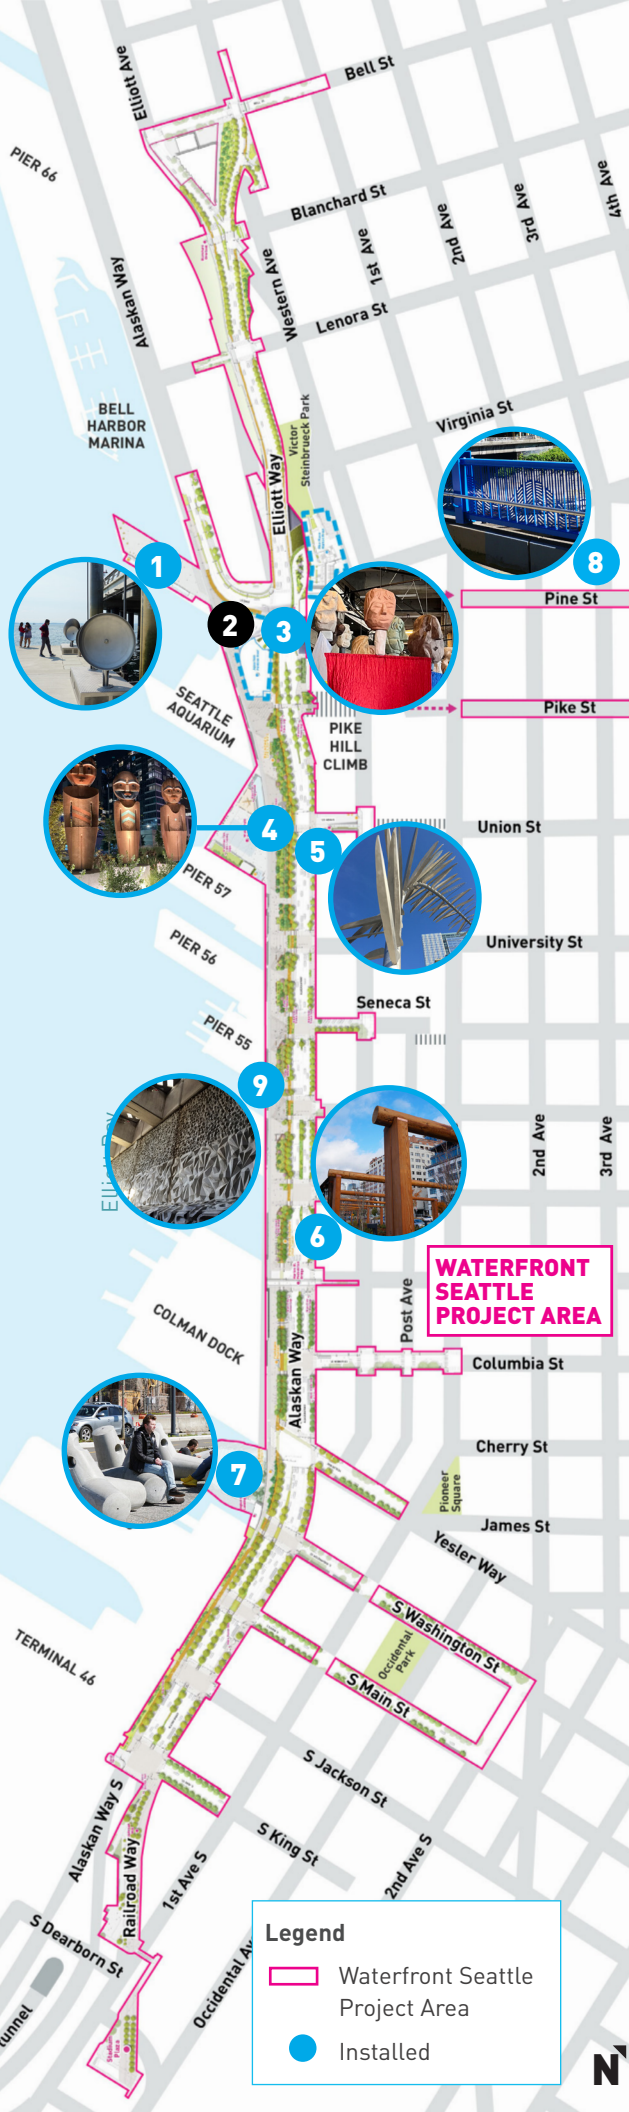 Elliott Ave
Bell St
PIER 66
Blanchard St
4th Ave
3rd Ave
2nd Ave
1st Ave
Western Ave
Alaskan Way
Lenora St
BELL
HARBOR
MARINA
Virginia St
Victor
Steinbrueck Park
Elliott Way
1
8
2
3
Pine St
SEATTLE
AQUARIUM
Pike St
PIKE
HILL
CLIMB
4
5
Union St
PIER 57
PIER 56
University St
Seneca St
PIER 55
9
2nd Ave
3rd Ave
6
WATERFRONT
SEATTLE
PROJECT AREA
Post Ave
COLMAN DOCK
Alaskan Way
Columbia St
Cherry St
7
Pioneer
Square
James St
Yesler Way
S Washington St
Occidental
Park
TERMINAL 46
S Main St
S Jackson St
Alaskan Way S
S King St
Railroad Way
1st Ave S
2nd Ave S
S Dearborn St
Occidental Av
Stadium
Plaza
Legend
Waterfront Seattle
Project Area
Installed
N